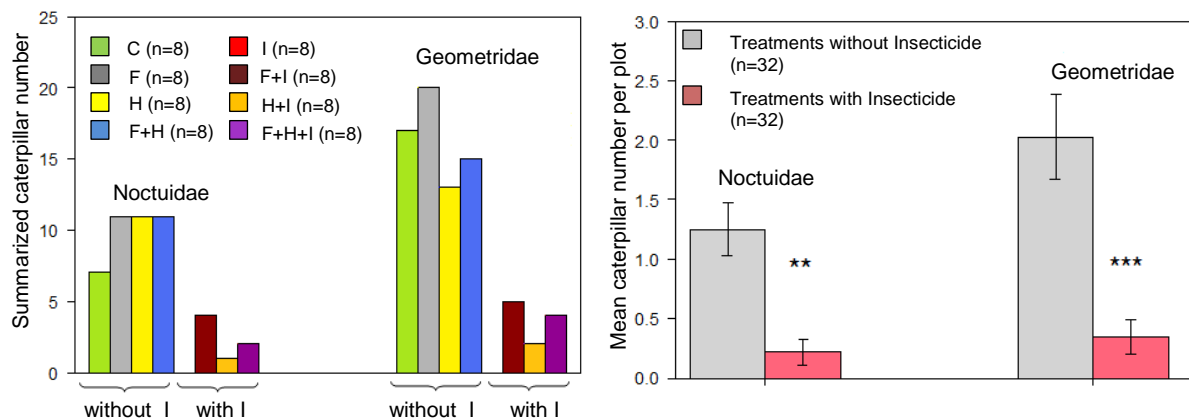 Summarized caterpillar number
25
20
15
10
5
0
C (n=8)
F (n=8)
H (n=8)
F+H (n=8)
I (n=8)
F+I (n=8)
H+I (n=8)
F+H+I (n=8)
Noctuidae
Geometridae
without I
with I
without I
with I
Mean caterpillar number per plot
3.0
2.5
2.0
1.5
1.0
0.5
0.0
Treatments without Insecticide
(n=32)
Treatments with Insecticide
(n=32)
Noctuidae
Geometridae
**
***